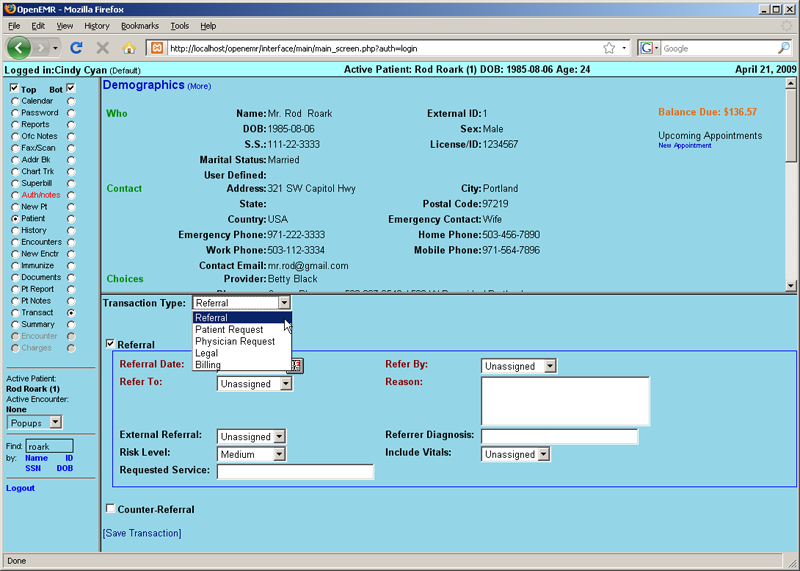 OpenEMR - Mozilla Firefox
File Edit View History Bookmarks Tools Help
http://localhost/openemr/interface/main/main_screen.php?auth=login
Google
Logged in:Cindy Cyan (Default)
Active Patient: Rod Roark (1) DOB: 1985-08-06 Age: 24
April 21, 2009
Top Bot
Calendar
Password
Reports
Ofc Notes
Fax/Scan
Addr Bk
Chart Trk
Superbill
Auth/notes
New Pt
Patient
History
Encounters
New Enctr
Immunize
Documents
Pt Report
Pt Notes
Transact
Summary
Encounter
Charges
Active Patient:
Rod Roark (1)
Active Encounter:
None
Popups
Find: roark
by: Name ID
SSN DOB
Logout
Demographics (More)
Who Name: Mr. Rod Roark External ID: 1
DOB: 1985-08-06 Sex: Male
S.S.: 111-22-3333 License/ID: 1234567
Marital Status: Married
User Defined:
Contact Address: 321 SW Capitol Hwy City: Portland
State: Postal Code: 97219
Country: USA Emergency Contact: Wife
Emergency Phone: 971-222-3333 Home Phone: 503-456-7890
Work Phone: 503-112-3334 Mobile Phone: 971-564-7896
Contact Email: mr.rod@gmail.com
Choices Provider: Betty Black
Balance Due: $136.57
Upcoming Appointments
New Appointment
Transaction Type: Referral
Referral
Patient Request
Physician Request
Legal
Billing
Referral
Referral Date: Refer By: Unassigned
Refer To: Unassigned Reason:
External Referral: Unassigned Referrer Diagnosis:
Risk Level: Medium Include Vitals: Unassigned
Requested Service:
Counter-Referral
[Save Transaction]
Done